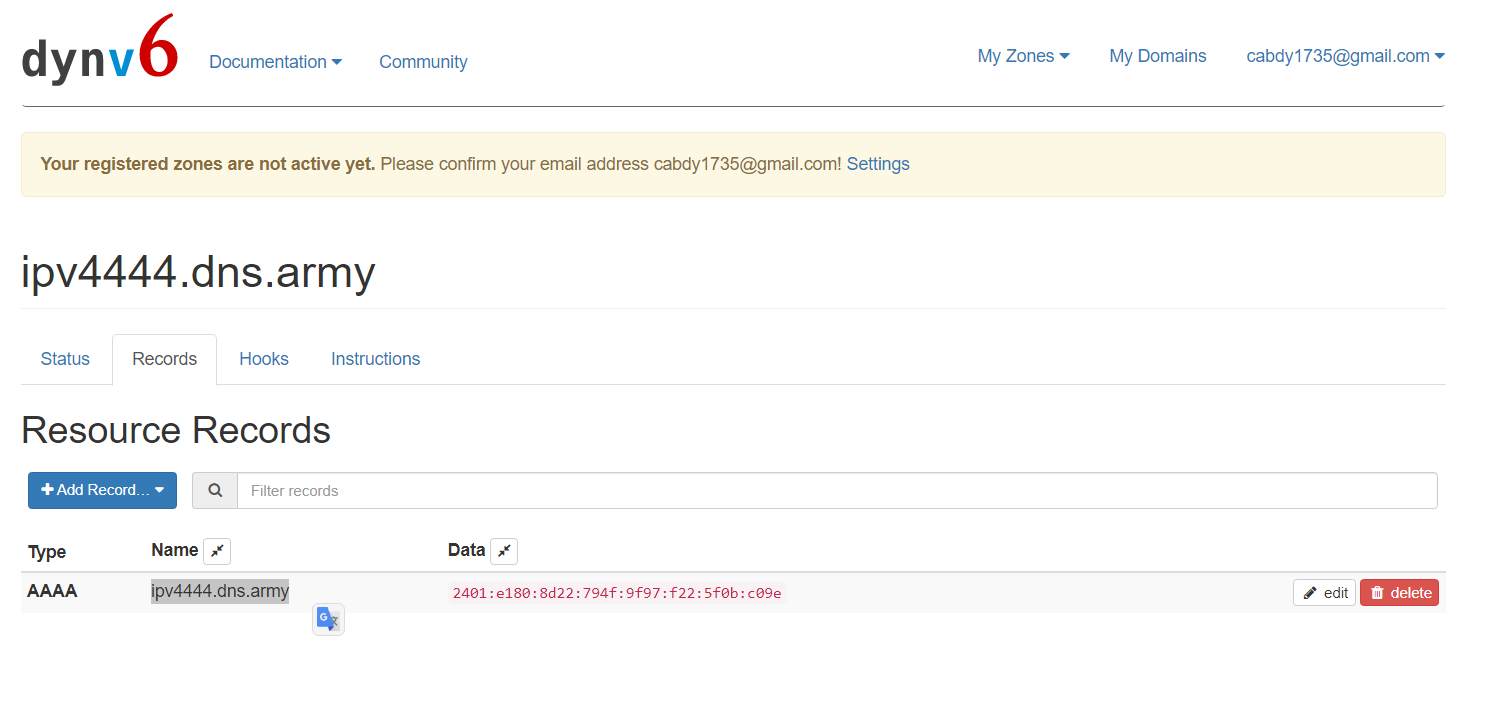 dynv6 Documentation Community My Zones My Domains cabdy1735@gmail.com
Your registered zones are not active yet. Please confirm your email address cabdy1735@gmail.com! Settings
ipv4444.dns.army
Status Records Hooks Instructions
Resource Records
Add Record... Filter records
Type Name Data
AAAA ipv4444.dns.army 2401:e180:8d22:794f:9f97:f22:5f0b:c09e edit delete